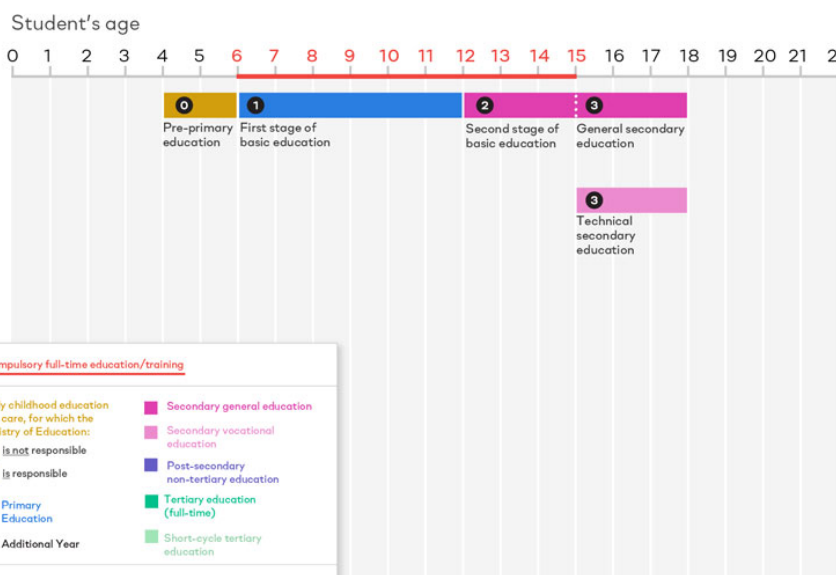 Student's age
0 1 2 3 4 5 6 7 8 9 10 11 12 13 14 15 16 17 18 19 20 21 2
0 1 2 3
Pre-primary
education
First stage of
basic education
Second stage of
basic education
General secondary
education
3
Technical
secondary
education
mpulsory full-time education/training
y childhood education
care, for which the
istry of Education:
is not responsible
is responsible
Primary
Education
Additional Year
Secondary general education
Secondary vocational
education
Post-secondary
non-tertiary education
Tertiary education
(full-time)
Short-cycle tertiary
education